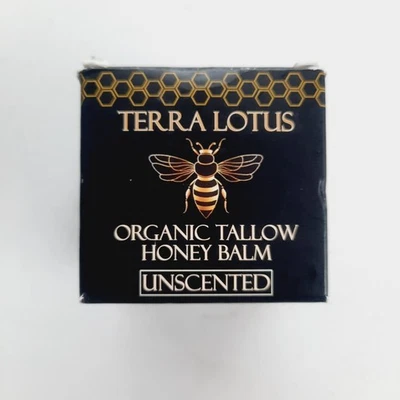 TERRA LOTUS
ORGANIC TALLOW
HONEY BALM
UNSCENTED